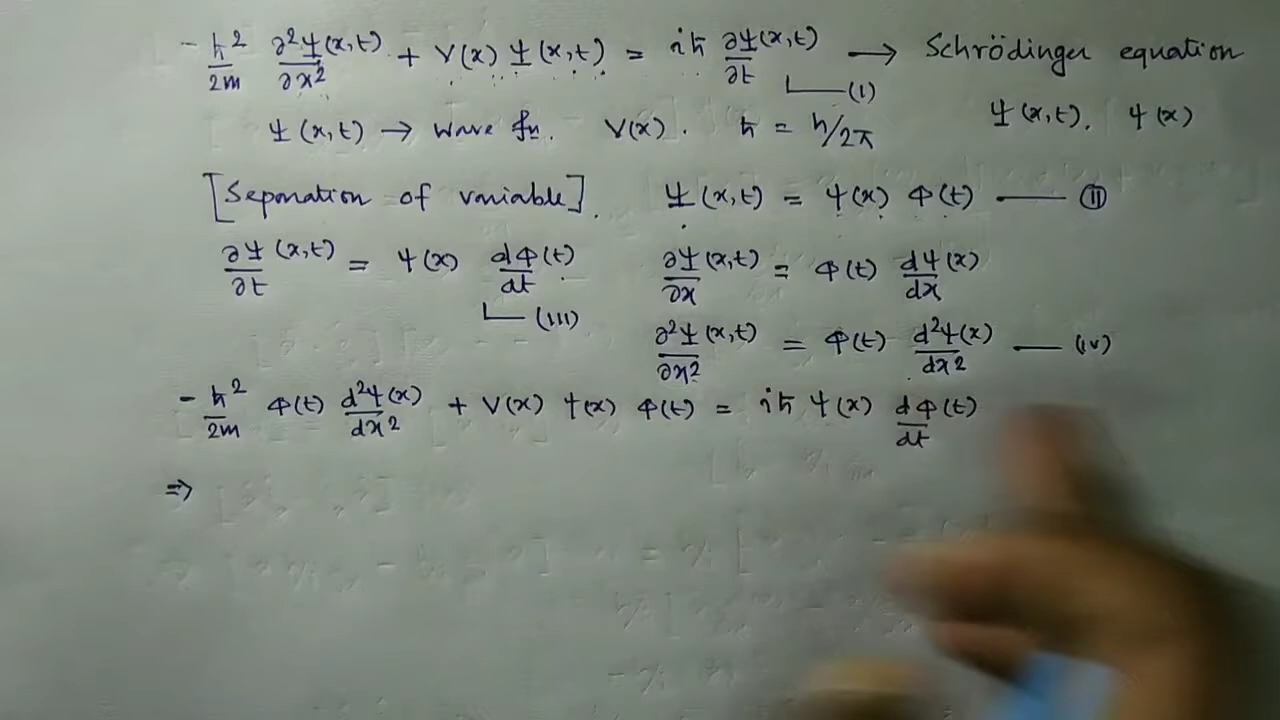 -ħ²/2m ∂²Ψ(x,t)/∂x² + V(x) Ψ(x,t) = iħ ∂Ψ(x,t)/∂t → Schrödinger equation
(I)
Ψ(x,t) → Wave fn. V(x). ħ = h/2π Ψ(x,t). ψ(x)
[Separation of variable]. Ψ(x,t) = ψ(x) φ(t) — (II)
∂Ψ(x,t)/∂t = ψ(x) dφ(t)/dt ∂Ψ(x,t)/∂x = φ(t) dψ(x)/dx
(III)
∂²Ψ(x,t)/∂x² = φ(t) d²ψ(x)/dx² — (IV)
-ħ²/2m φ(t) d²ψ(x)/dx² + V(x) ψ(x) φ(t) = iħ ψ(x) dφ(t)/dt
⇒